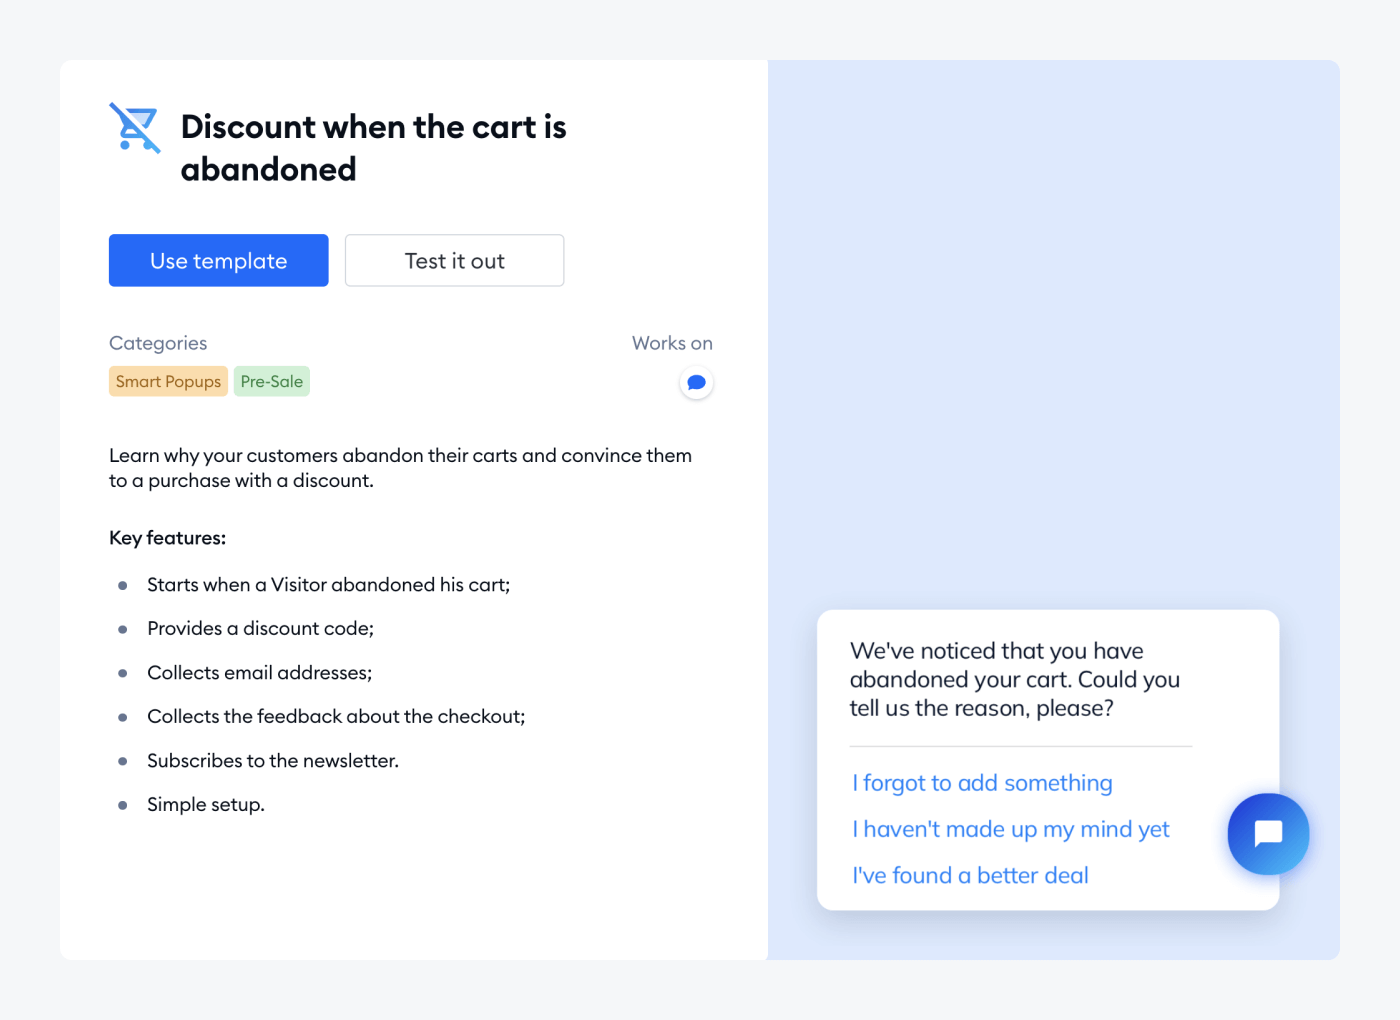 Discount when the cart is
abandoned
Use template
Test it out
Categories
Works on
Smart Popups
Pre-Sale
Learn why your customers abandon their carts and convince them
to a purchase with a discount.
Key features:
Starts when a Visitor abandoned his cart;
Provides a discount code;
Collects email addresses;
Collects the feedback about the checkout;
Subscribes to the newsletter.
Simple setup.
We've noticed that you have
abandoned your cart. Could you
tell us the reason, please?
I forgot to add something
I haven't made up my mind yet
I've found a better deal